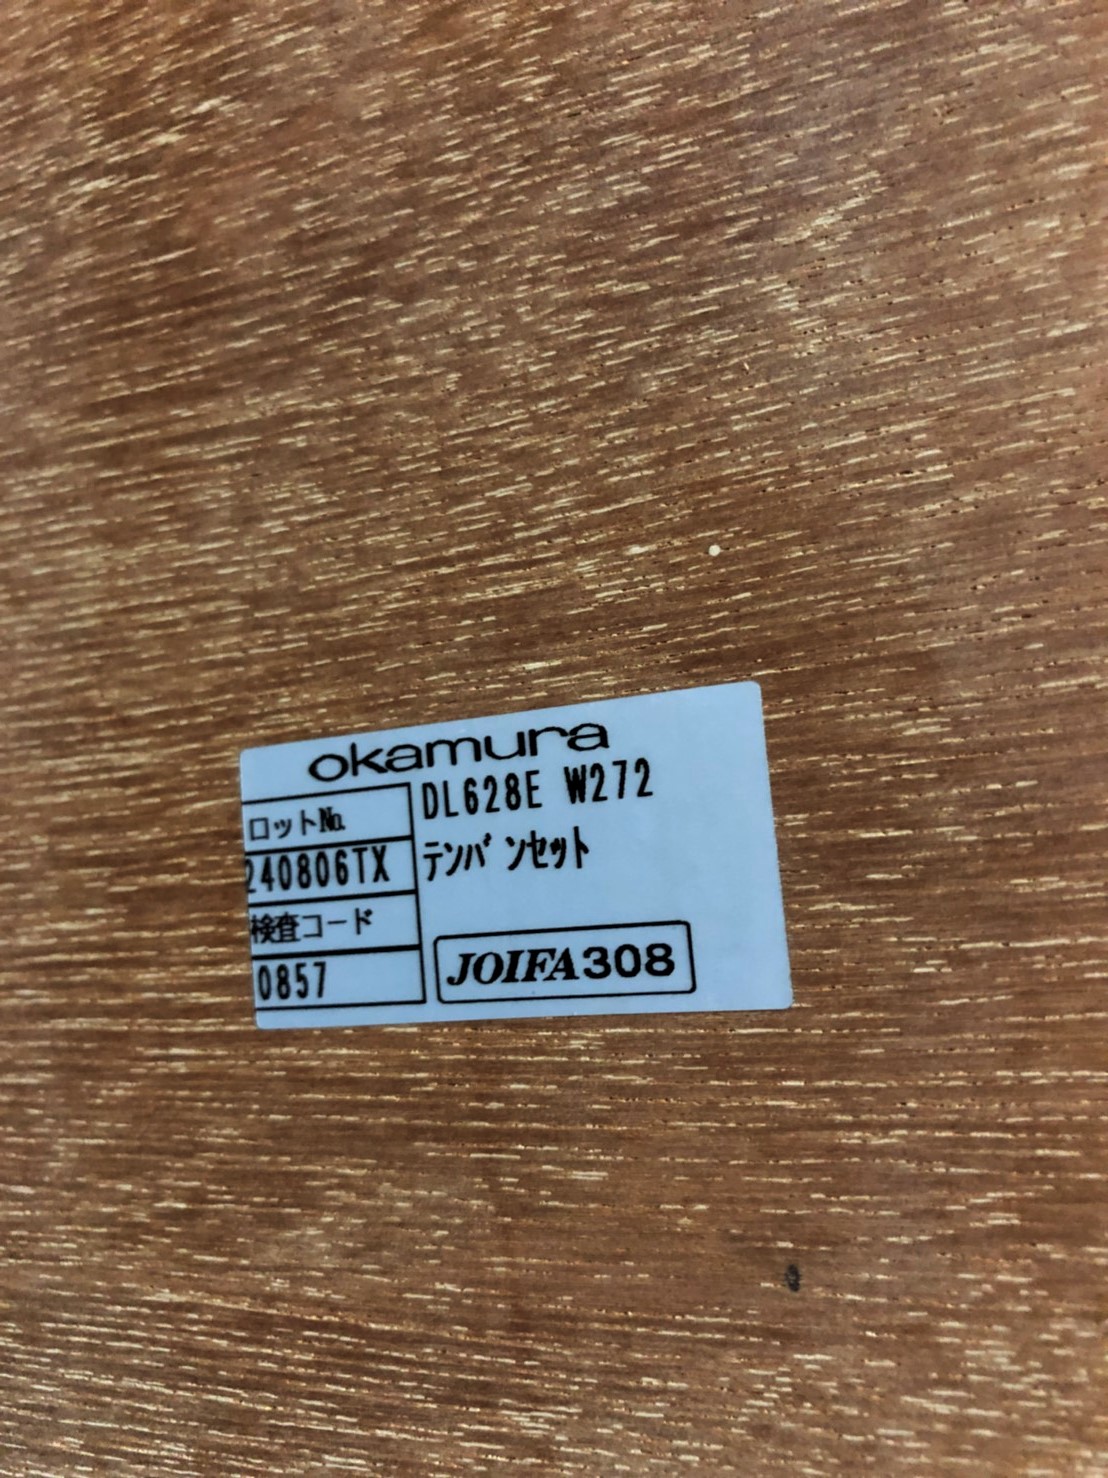 okamura
ロット№
240806TX
検査コード
0857
DL628E W272
テンバンセット
JOIFA308